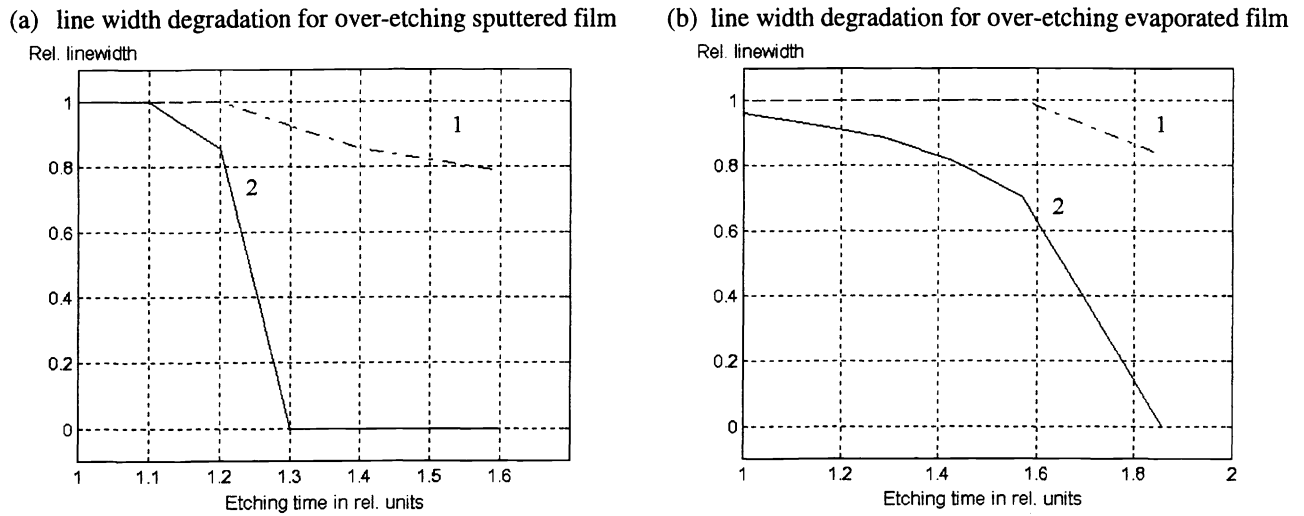 (a) line width degradation for over-etching sputtered film
Rel. linewidth
1
0.8
0.6
0.4
0.2
0
1
2
1 1.1 1.2 1.3 1.4 1.5 1.6
Etching time in rel. units
(b) line width degradation for over-etching evaporated film
Rel. linewidth
1
0.8
0.6
0.4
0.2
0
1
2
1 1.2 1.4 1.6 1.8 2
Etching time in rel. units